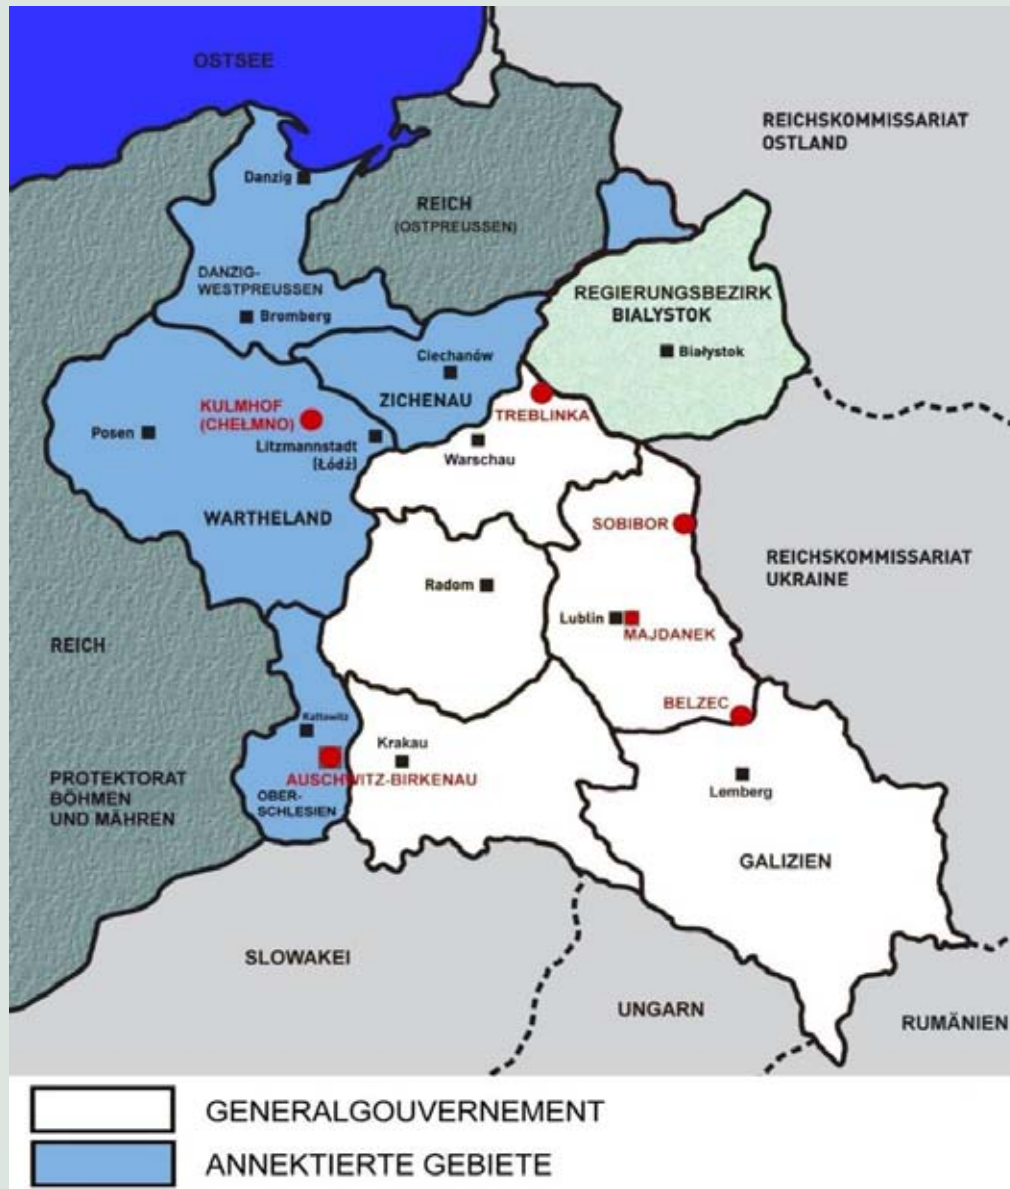 OSTSEE
REICHSKOMMISSARIAT
OSTLAND
Danzig
REICH
(OSTPREUSSEN)
DANZIG-
WESTPREUSSEN
Bromberg
REGIERUNGSBEZIRK
BIALYSTOK
Białystok
Ciechanów
ZICHENAU
KULMHOF
(CHEŁMNO)
TREBLINKA
Posen
Litzmannstadt
(Łódź)
Warschau
WARTHELAND
SOBIBOR
REICHSKOMMISSARIAT
UKRAINE
Radom
Lublin
MAJDANEK
REICH
BELZEC
Kattowitz
Krakau
AUSCHWITZ-BIRKENAU
OBER-
SCHLESIEN
PROTEKTORAT
BÖHMEN
UND MÄHREN
Lemberg
GALIZIEN
SLOWAKEI
UNGARN
RUMÄNIEN
GENERALGOUVERNEMENT
ANNEKTIERTE GEBIETE